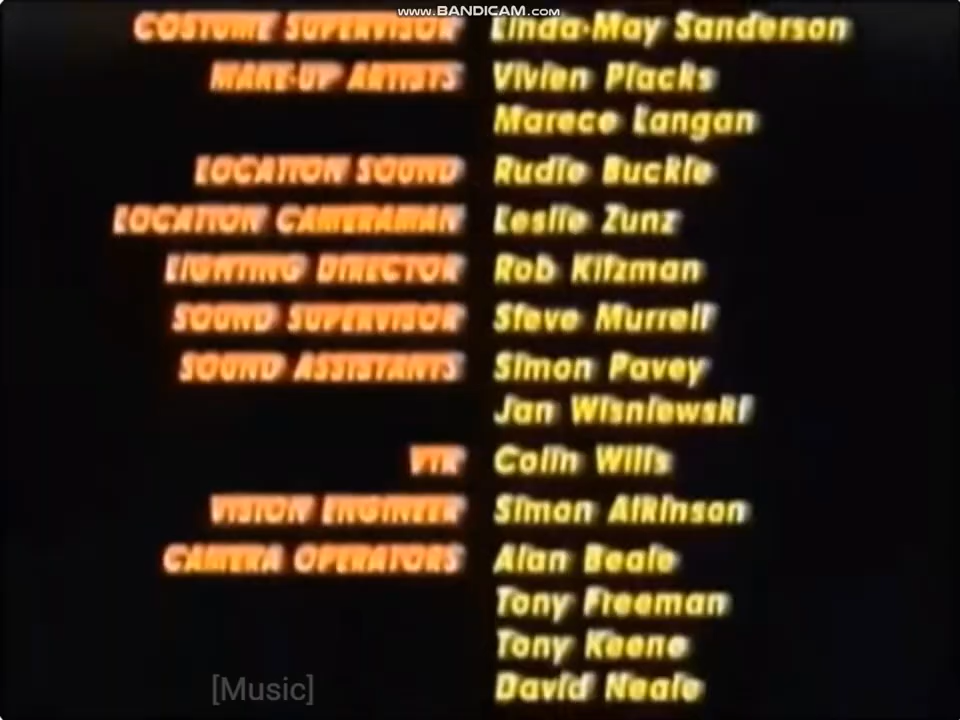 www.BANDICAM.com
COSTUME SUPERVISOR Linda-May Sanderson
MAKE-UP ARTISTS Vivien Placks
Marece Langan
LOCATION SOUND Rudie Buckle
LOCATION CAMERAMAN Leslie Zunz
LIGHTING DIRECTOR Rob Kitzman
SOUND SUPERVISOR Steve Murrell
SOUND ASSISTANTS Simon Pavey
Jan Wisniewski
VTR Colin Wills
VISION ENGINEER Simon Atkinson
CAMERA OPERATORS Alan Beale
Tony Freeman
Tony Keene
David Neale
[Music]